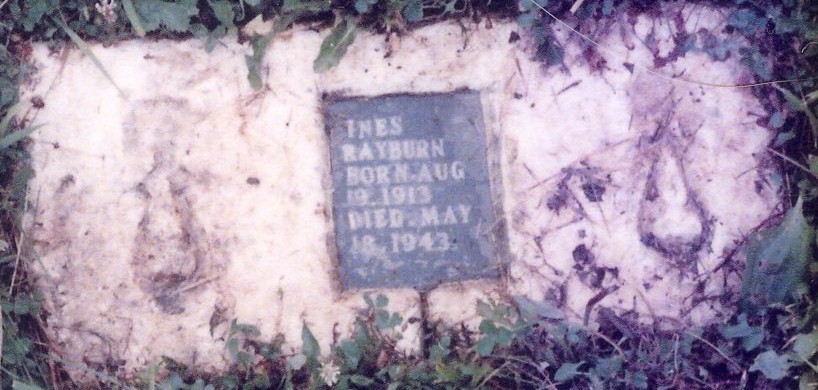 INES
RAYBURN
BORN.AUG
19.1913
DIED.MAY
18.1943.